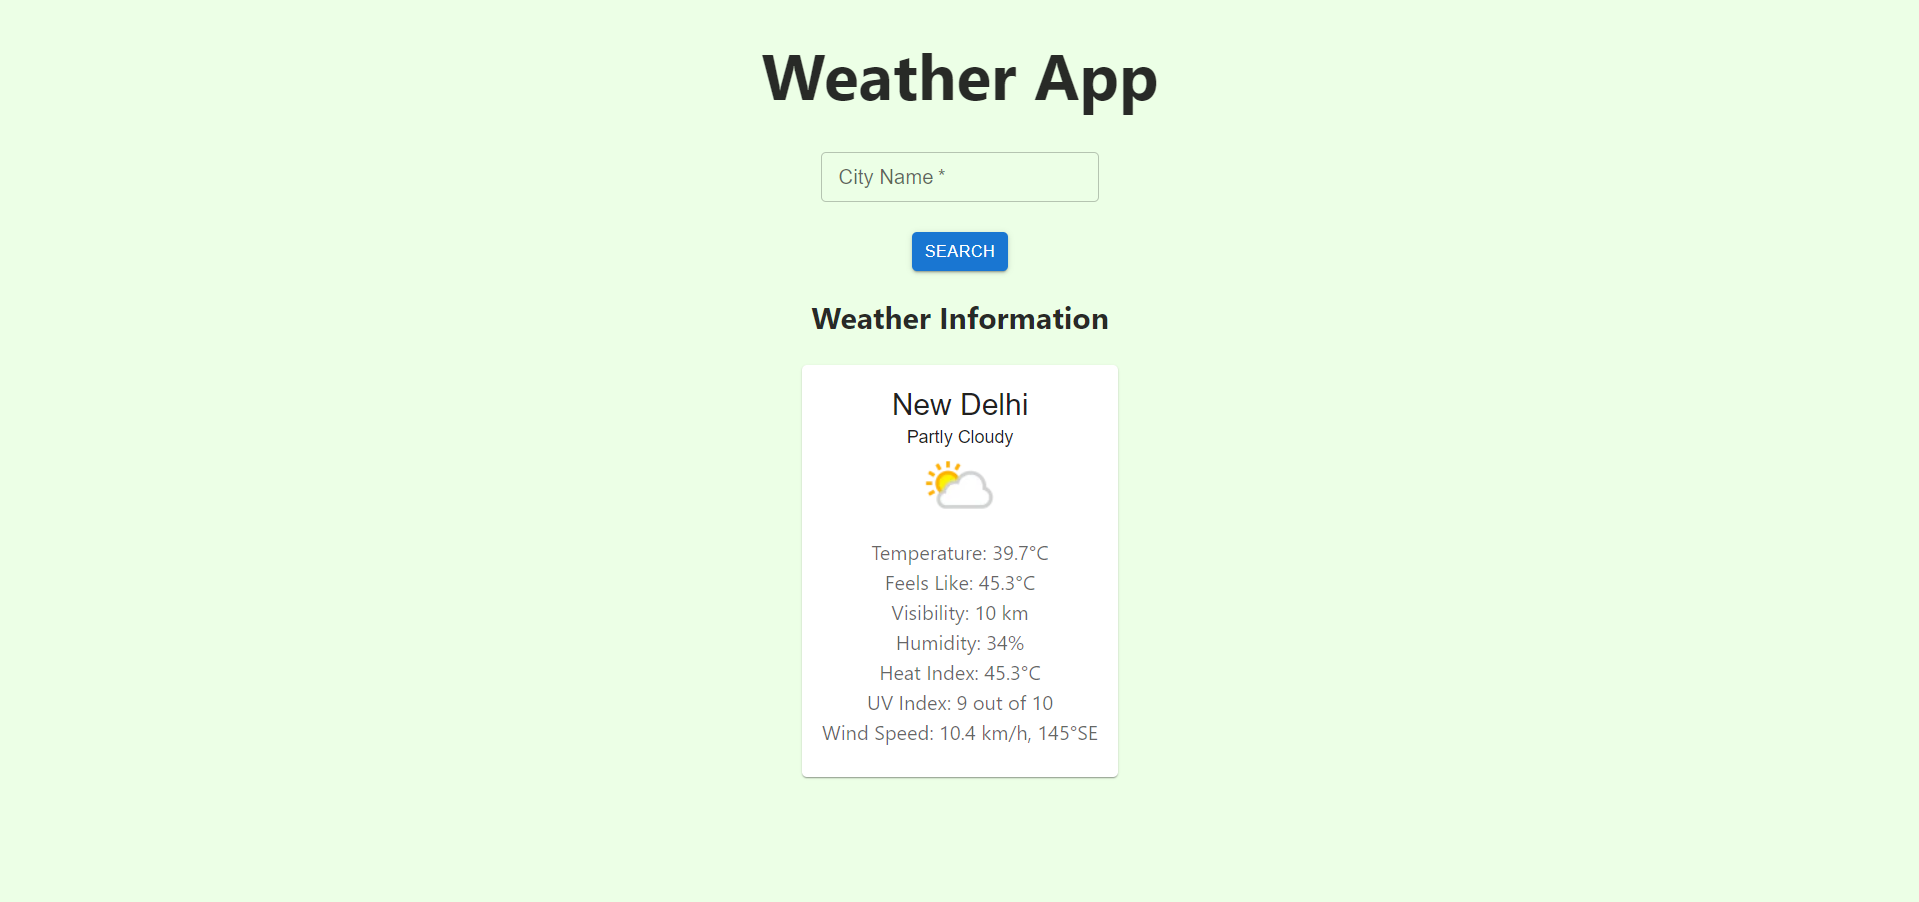 Weather App
City Name *
SEARCH
Weather Information
New Delhi
Partly Cloudy
Temperature: 39.7°C
Feels Like: 45.3°C
Visibility: 10 km
Humidity: 34%
Heat Index: 45.3°C
UV Index: 9 out of 10
Wind Speed: 10.4 km/h, 145°SE